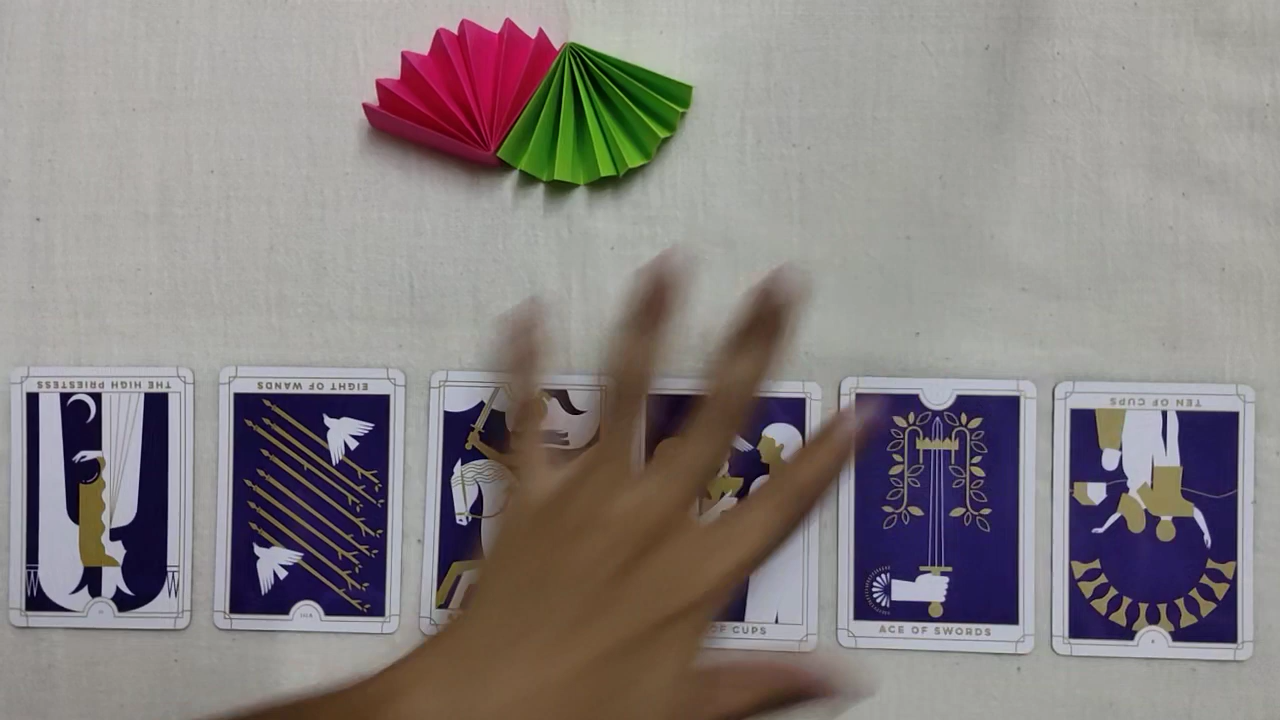 THE HIGH PRIESTESS
EIGHT OF WANDS
OF CUPS
ACE OF SWORDS
TEN OF CUPS